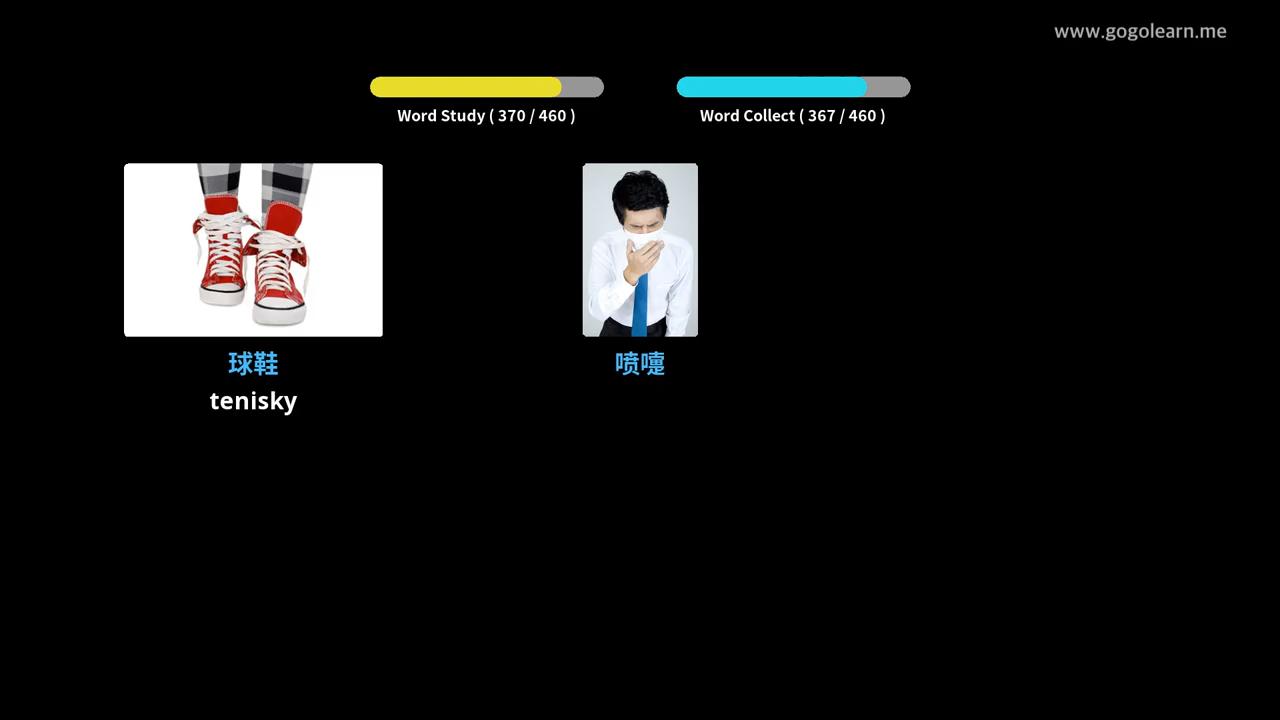 www.gogolearn.me
Word Study ( 370 / 460 )
Word Collect ( 367 / 460 )
球鞋
tenisky
喷嚏